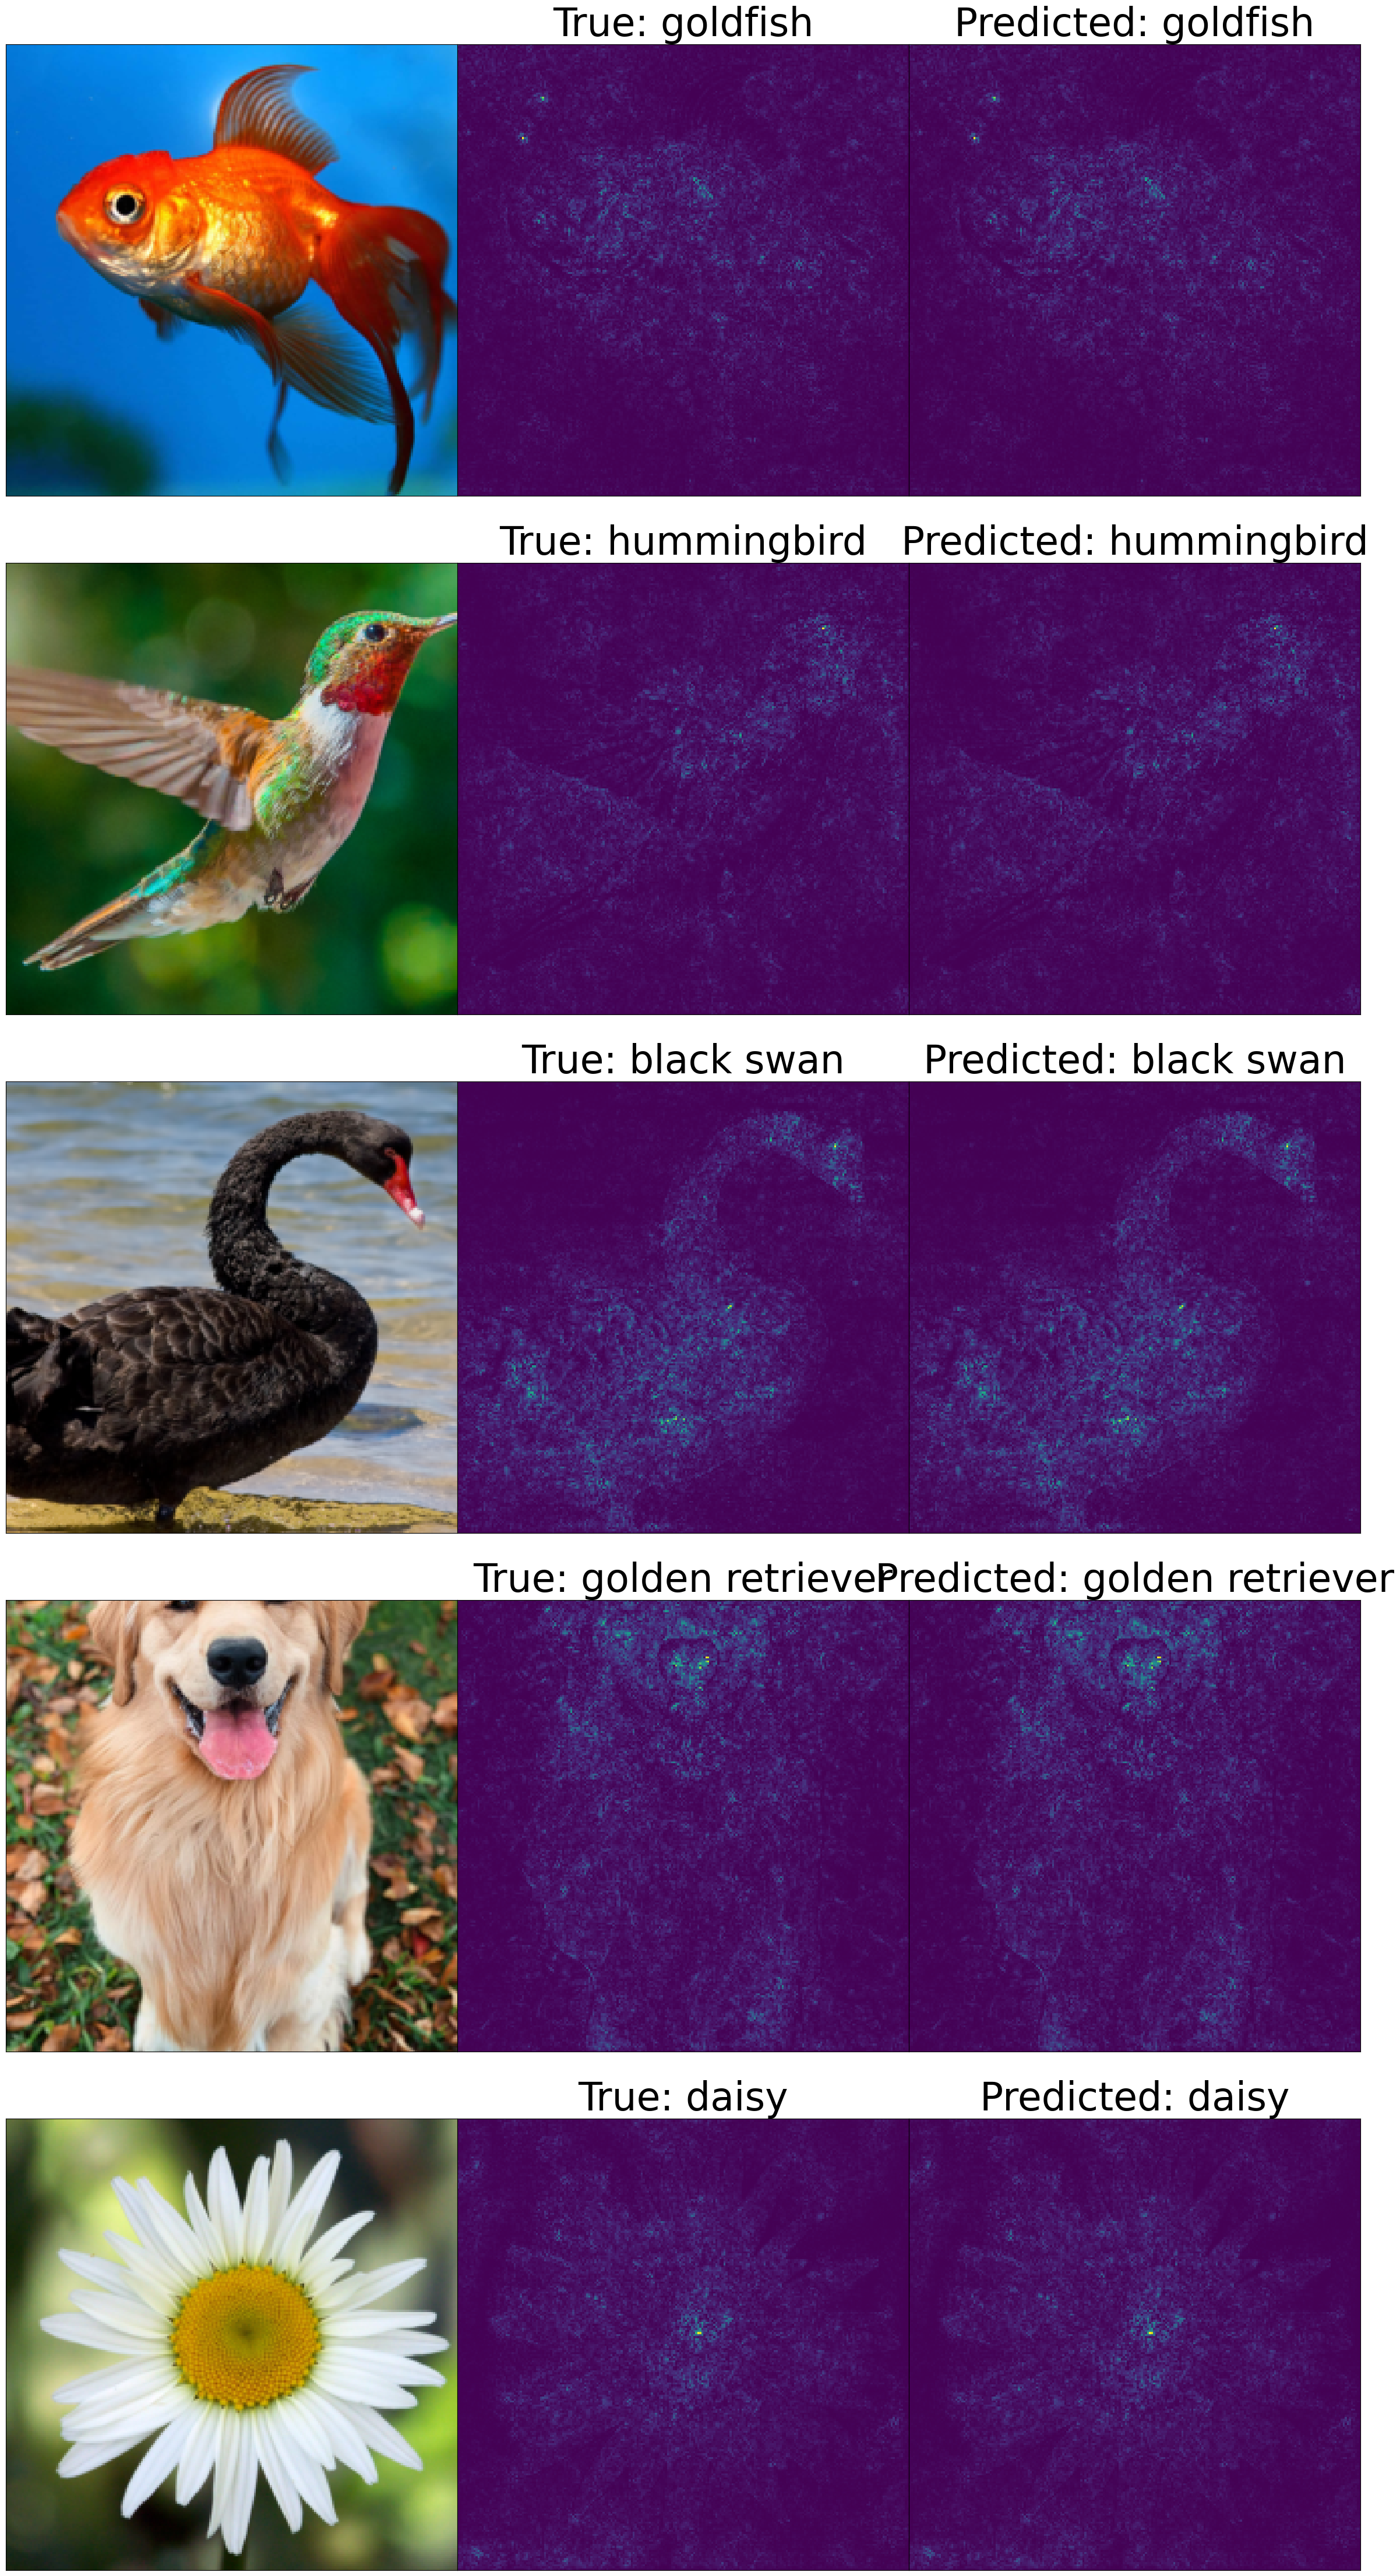 True: goldfish
Predicted: goldfish
True: hummingbird
Predicted: hummingbird
True: black swan
Predicted: black swan
True: golden retriever
Predicted: golden retriever
True: daisy
Predicted: daisy